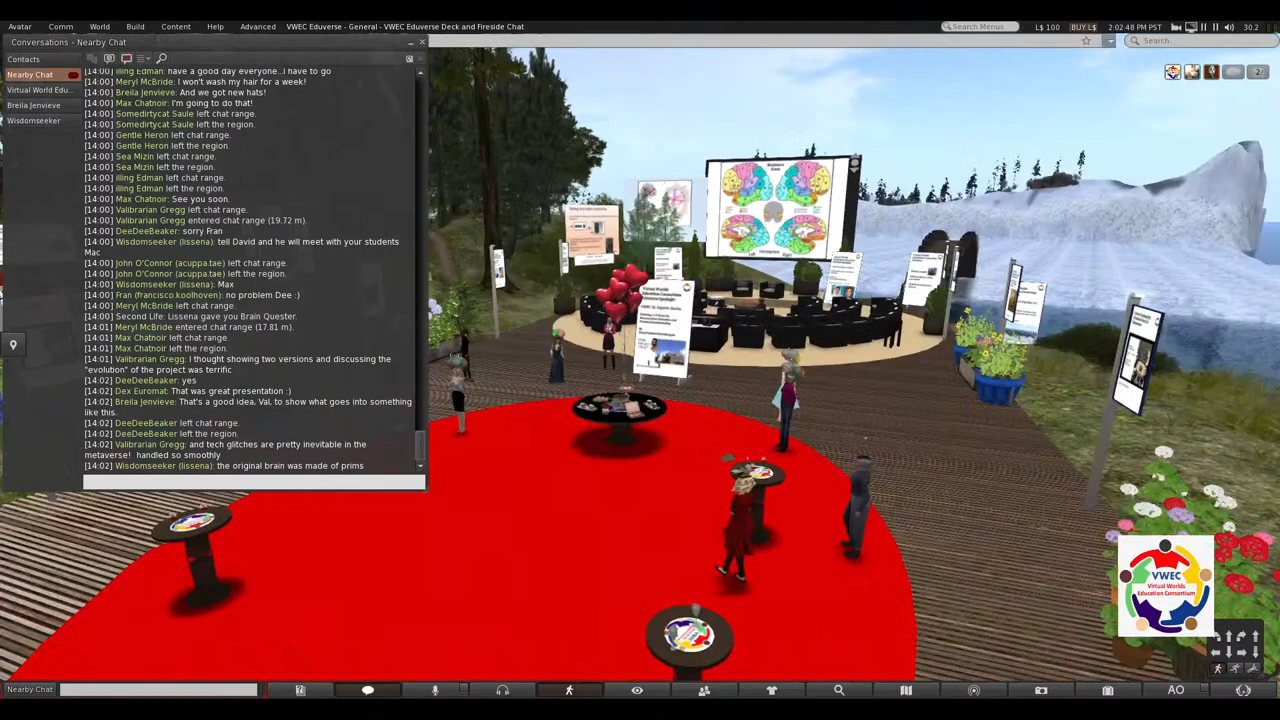 Avatar Comm World Build Content Help Advanced VWEC Eduverse - General - VWEC Eduverse Deck and Fireside Chat Search Menus L$ 100 BUY L$ 2:02:48 PM PST 30.2
Conversations - Nearby Chat
Search
Contacts
Nearby Chat
Virtual World Edu...
Breila Jenvieve
Wisdomseeker
[14:00] illing Edman: have a good day everyone..I have to go
[14:00] Meryl McBride: I won't wash my hair for a week!
[14:00] Breila Jenvieve: And we got new hats!
[14:00] Max Chatnoir: I'm going to do that!
[14:00] Somedirtycat Saule left chat range.
[14:00] Somedirtycat Saule left the region.
[14:00] Gentle Heron left chat range.
[14:00] Gentle Heron left the region.
[14:00] Sea Mizin left chat range.
[14:00] Sea Mizin left the region.
[14:00] illing Edman left chat range.
[14:00] illing Edman left the region.
[14:00] Max Chatnoir: See you soon.
[14:00] Valibrarian Gregg left chat range.
[14:00] Valibrarian Gregg entered chat range (19.72 m).
[14:00] DeeDeeBeaker: sorry Fran
[14:00] Wisdomseeker (lissena): tell David and he will meet with your students
Mac
[14:00] John O'Connor (acuppa.tae) left chat range.
[14:00] John O'Connor (acuppa.tae) left the region.
[14:00] Wisdomseeker (lissena): Max
[14:00] Fran (francisco.koolhoven): no problem Dee :)
[14:00] Meryl McBride left chat range.
[14:00] Second Life: Lissena gave you Brain Quester.
[14:01] Meryl McBride entered chat range (17.81 m).
[14:01] Max Chatnoir left chat range.
[14:01] Max Chatnoir left the region.
[14:01] Valibrarian Gregg: I thought showing two versions and discussing the
"evolution" of the project was terrific
[14:02] DeeDeeBeaker: yes
[14:02] Dex Euromat: That was great presentation :)
[14:02] Breila Jenvieve: That's a good idea, Val, to show what goes into something
like this.
[14:02] DeeDeeBeaker left chat range.
[14:02] DeeDeeBeaker left the region.
[14:02] Valibrarian Gregg: and tech glitches are pretty inevitable in the
metaverse! handled so smoothly
[14:02] Wisdomseeker (lissena): the original brain was made of prims
VWEC
Virtual Worlds
Education Consortium
Nearby Chat
AO